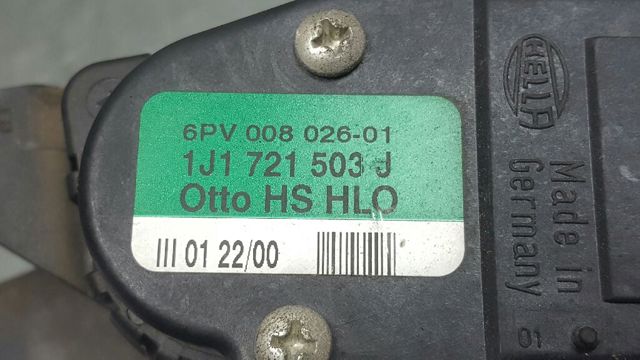 6PV 008 026-01
1J1 721 503 J
Otto HS HLO
III 01 22/00
HELLA
Made in
Germany
01